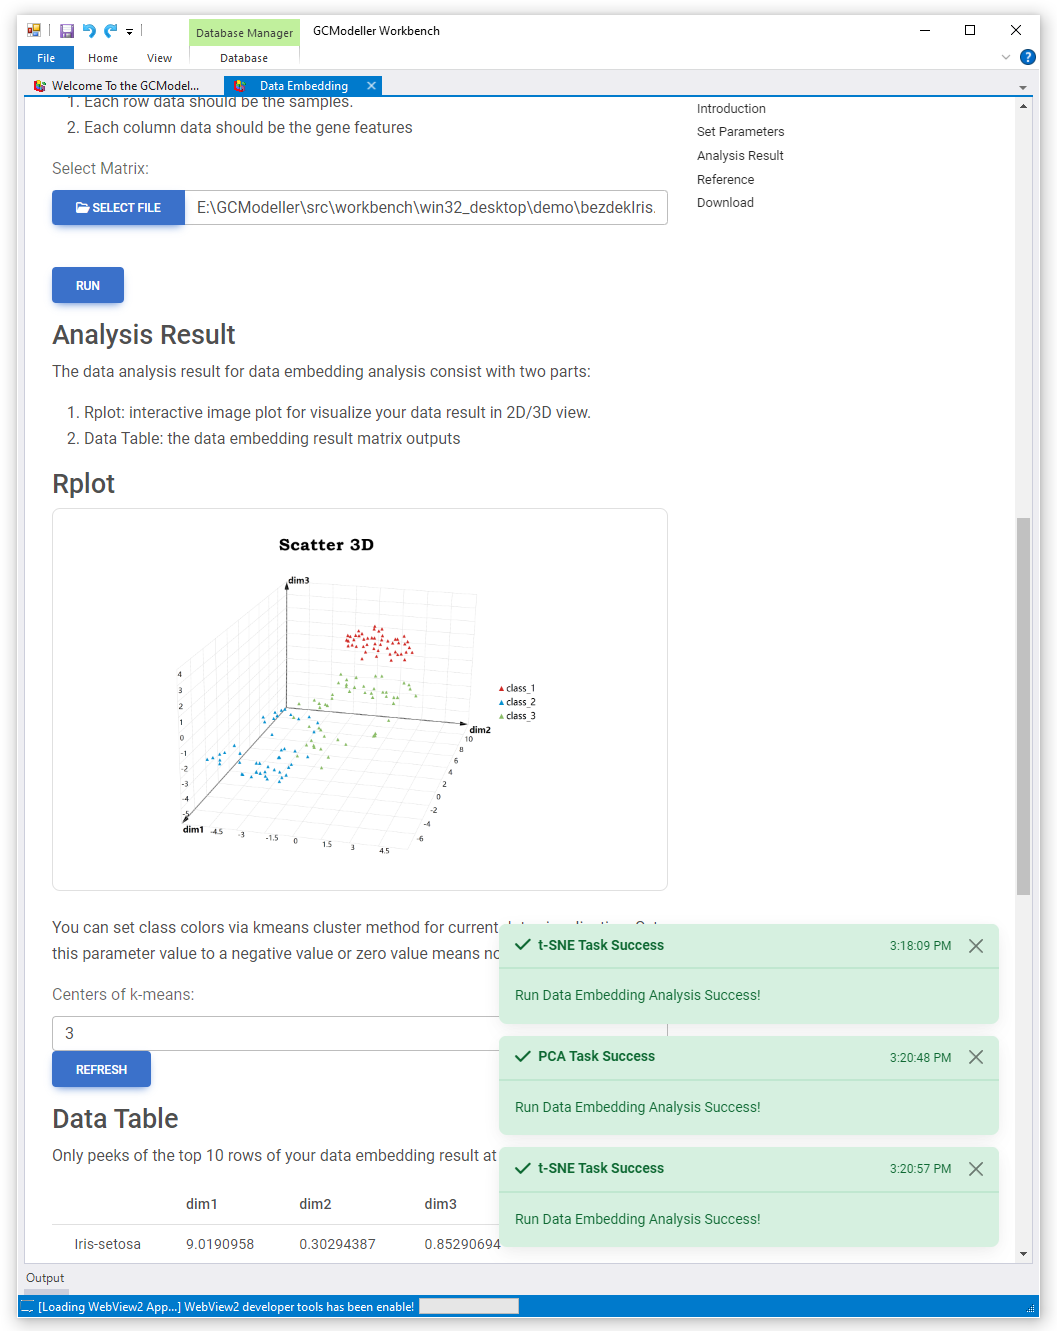 Database Manager
GCModeller Workbench
File
Home
View
Database
Welcome To the GCModel...
Data Embedding
1. Each row data should be the samples.
2. Each column data should be the gene features
Introduction
Set Parameters
Analysis Result
Reference
Download
Select Matrix:
SELECT FILE
E:\GCModeller\src\workbench\win32_desktop\demo\bezdekIris.
RUN
Analysis Result
The data analysis result for data embedding analysis consist with two parts:
1. Rplot: interactive image plot for visualize your data result in 2D/3D view.
2. Data Table: the data embedding result matrix outputs
Rplot
Scatter 3D
dim3
4
3
2
1
0
-1
-2
-3
-4
-5
class_1
class_2
class_3
dim2
10
8
6
4
2
0
-2
-4
-6
dim1
-4.5
-3
-1.5
0
1.5
3
4.5
You can set class colors via kmeans cluster method for current
this parameter value to a negative value or zero value means
Centers of k-means:
3
REFRESH
Data Table
Only peeks of the top 10 rows of your data embedding result at
dim1 dim2 dim3
Iris-setosa 9.0190958 0.30294387 0.85290694
t-SNE Task Success 3:18:09 PM
Run Data Embedding Analysis Success!
PCA Task Success 3:20:48 PM
Run Data Embedding Analysis Success!
t-SNE Task Success 3:20:57 PM
Run Data Embedding Analysis Success!
Output
[Loading WebView2 App...] WebView2 developer tools has been enable!